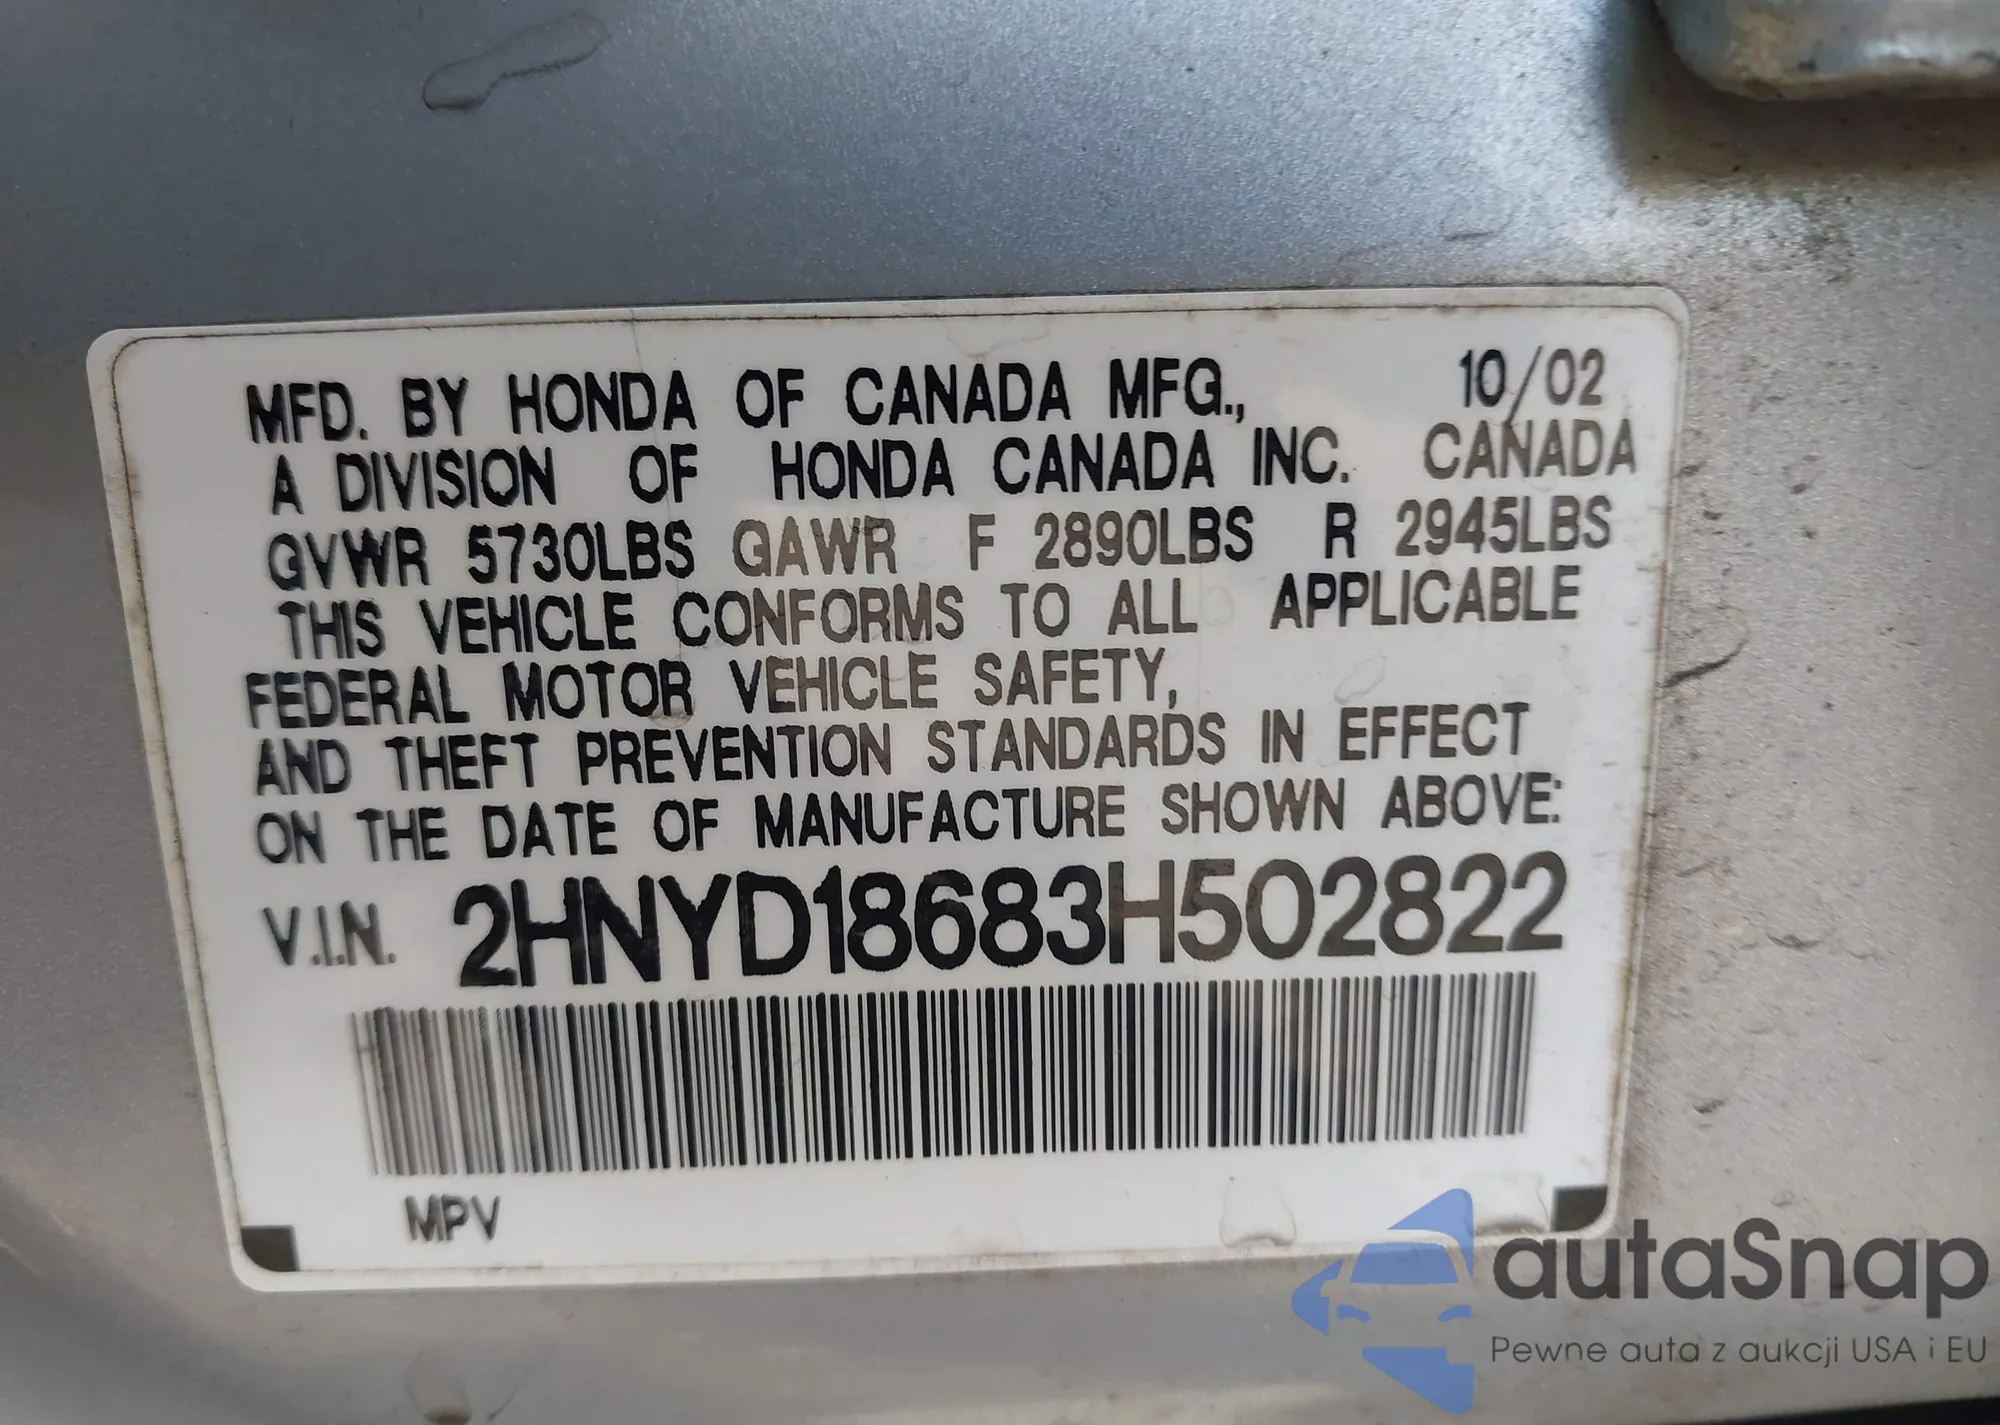 MFD. BY HONDA OF CANADA MFG., 10/02
A DIVISION OF HONDA CANADA INC. CANADA
GVWR 5730LBS GAWR F 2890LBS R 2945LBS
THIS VEHICLE CONFORMS TO ALL APPLICABLE
FEDERAL MOTOR VEHICLE SAFETY,
AND THEFT PREVENTION STANDARDS IN EFFECT
ON THE DATE OF MANUFACTURE SHOWN ABOVE:
V.I.N. 2HNYD18683H502822
MPV
autaSnap
Pewne auta z aukcji USA i EU